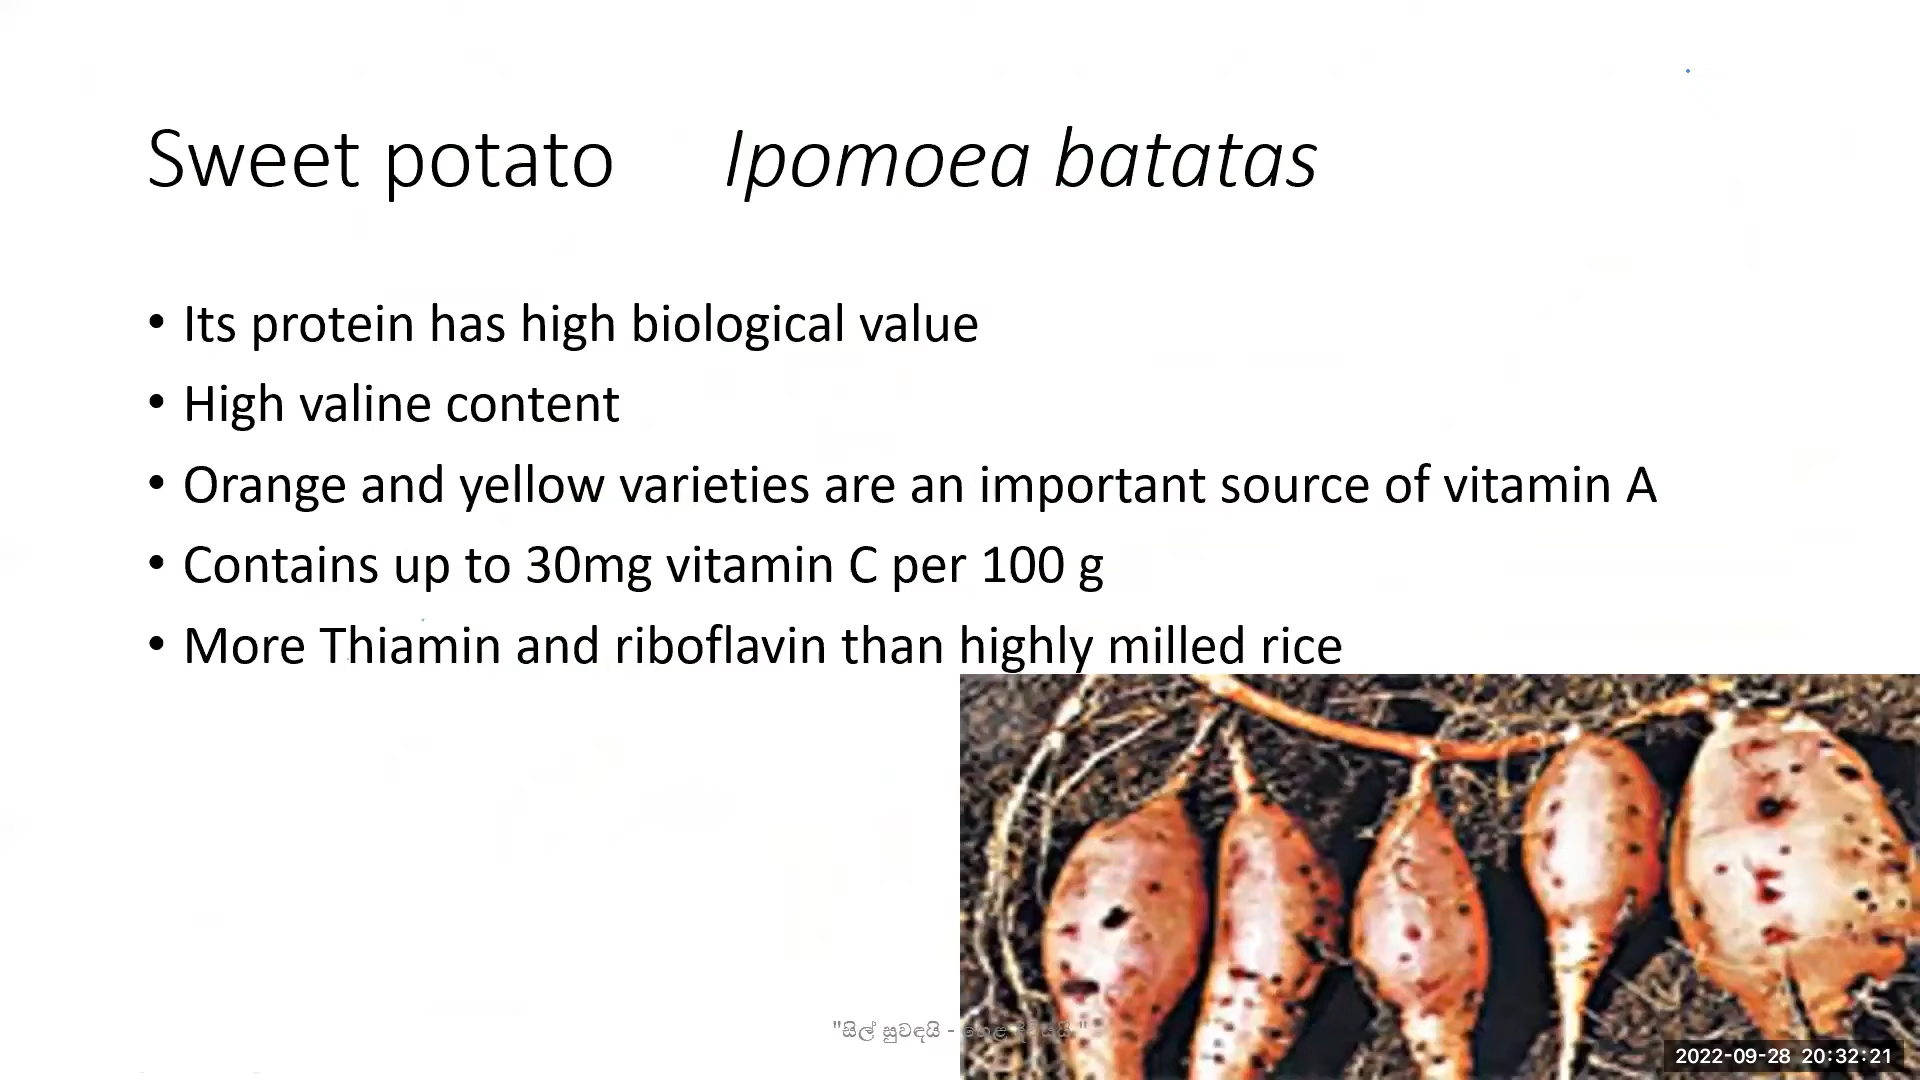 Sweet potato Ipomoea batatas
• Its protein has high biological value
• High valine content
• Orange and yellow varieties are an important source of vitamin A
• Contains up to 30mg vitamin C per 100 g
• More Thiamin and riboflavin than highly milled rice
"සිල් සුවඳයි -
2022-09-28 20:32:21